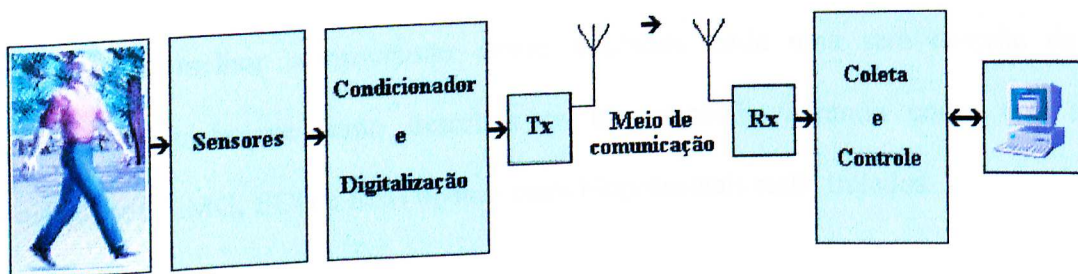 Sensores
Condicionador
e
Digitalização
Tx
Meio de
comunicação
Rx
Coleta
e
Controle